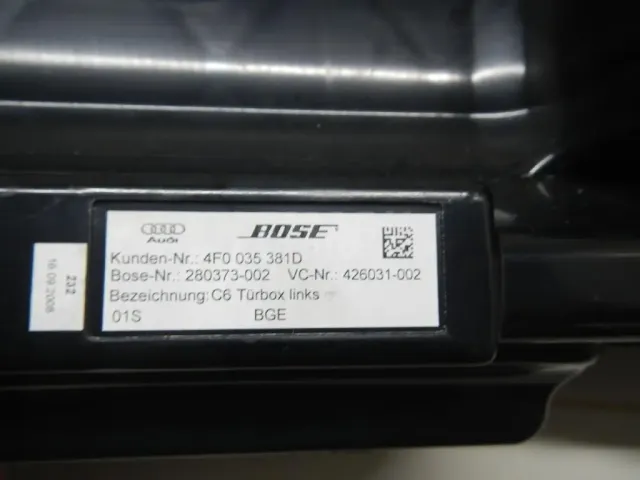 Audi BOSE
Kunden-Nr.: 4F0 035 381D
Bose-Nr.: 280373-002 VC-Nr.: 426031-002
Bezeichnung: C6 Türbox links
01S BGE
232
16.09.2008